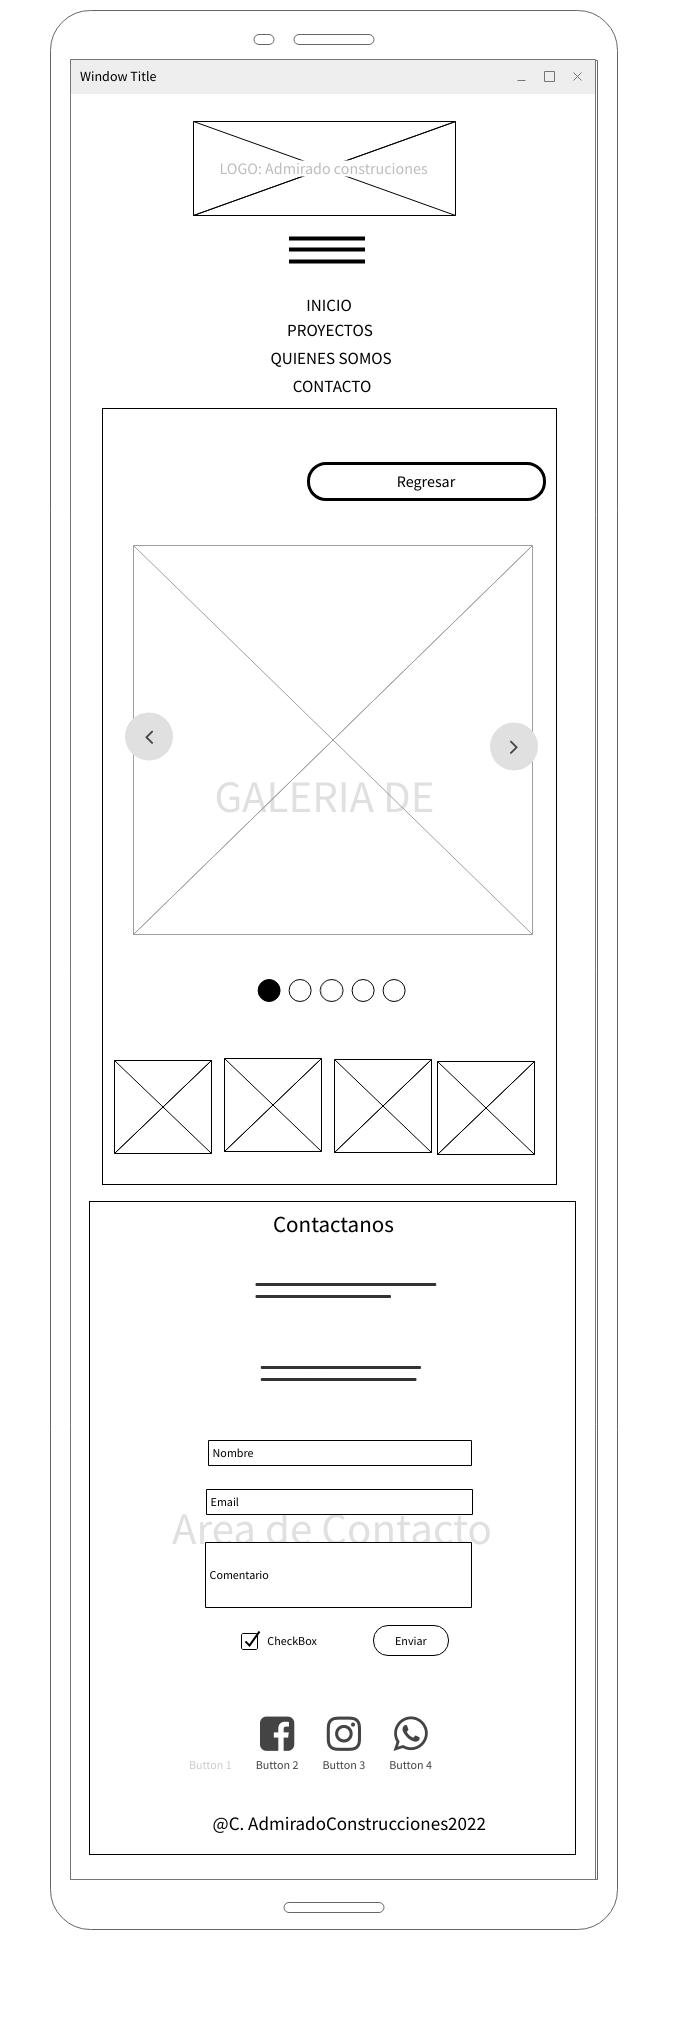 Window Title
LOGO: Admirado construciones
INICIO
PROYECTOS
QUIENES SOMOS
CONTACTO
Regresar
GALERIA DE
Contactanos
Nombre
Email
Area de Contacto
Comentario
CheckBox
Enviar
Button 1 Button 2 Button 3 Button 4
@C. AdmiradoConstrucciones2022